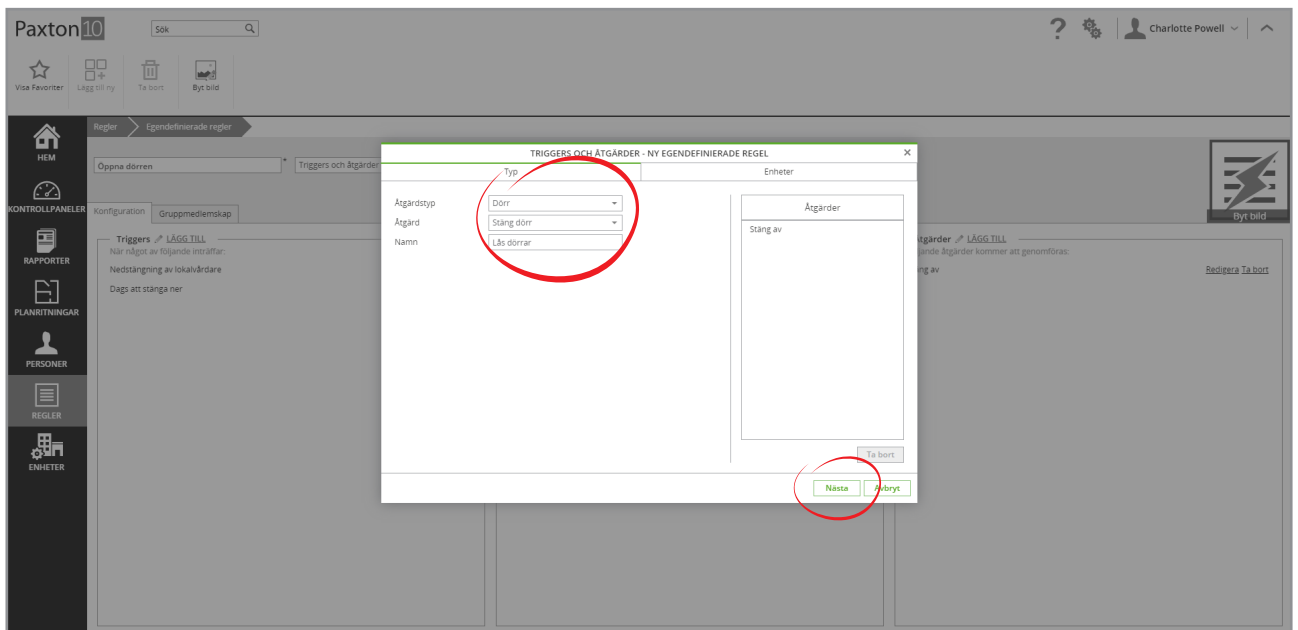 Paxton10
Sök
Charlotte Powell
Visa Favoriter
Lägg till ny
Ta bort
Byt bild
HEM
KONTROLLPANELER
RAPPORTER
PLANRITNINGAR
PERSONER
REGLER
ENHETER
Regler
Egendefinierade regler
Öppna dörren
* Triggers och åtgärder
Byt bild
Konfiguration
Gruppmedlemskap
Triggers LÄGG TILL
När något av följande inträffar:
Nedstängning av lokalvårdare
Dags att stänga ner
TRIGGERS OCH ÅTGÄRDER - NY EGENDEFINIERADE REGEL
Typ
Enheter
Åtgärdstyp
Dörr
Åtgärd
Stäng dörr
Namn
Lås dörrar
Åtgärder
Stäng av
Ta bort
Nästa
Avbryt
tgärder LÄGG TILL
jande åtgärder kommer att genomföras:
ng av
Redigera Ta bort